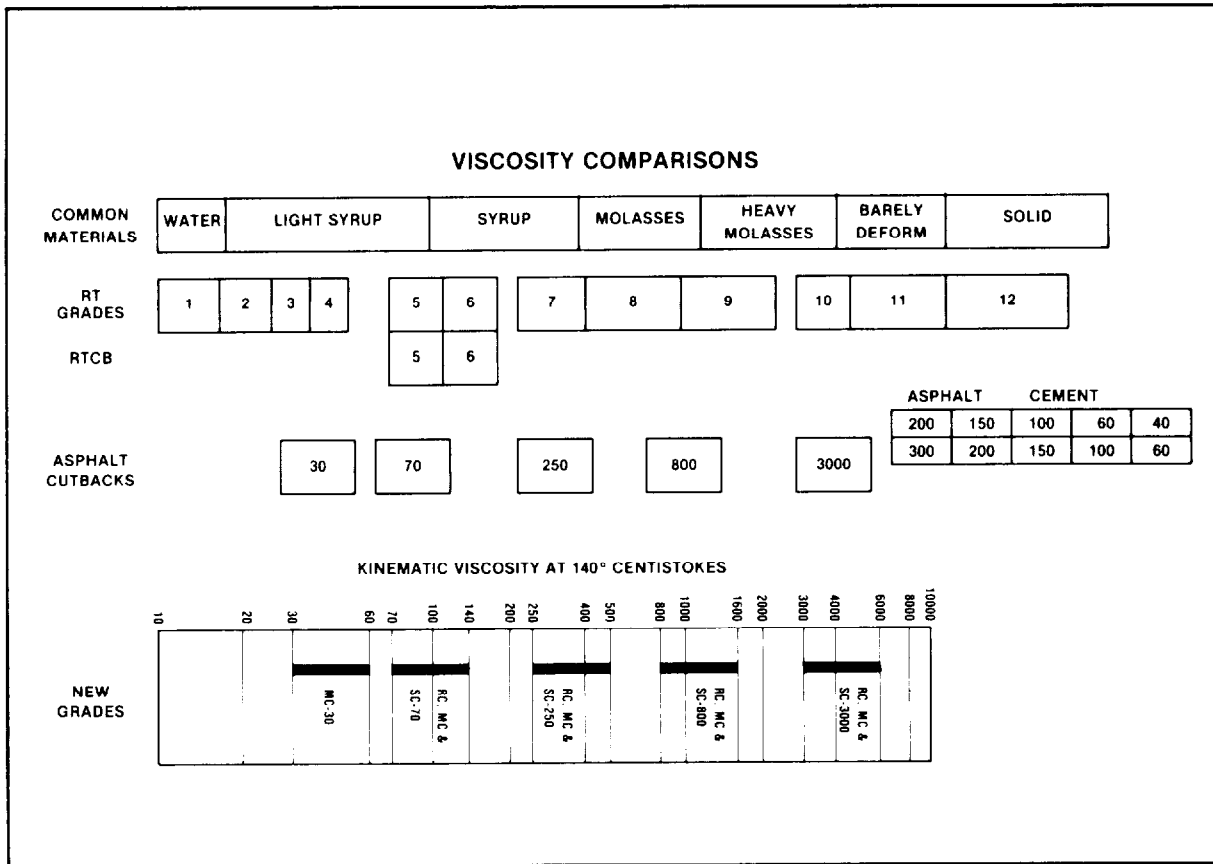 VISCOSITY COMPARISONS
COMMON MATERIALS
WATER
LIGHT SYRUP
SYRUP
MOLASSES
HEAVY MOLASSES
BARELY DEFORM
SOLID
RT GRADES
1 2 3 4 5 6 7 8 9 10 11 12
RTCB
5 6
ASPHALT CEMENT
200 150 100 60 40
300 200 150 100 60
ASPHALT CUTBACKS
30 70 250 800 3000
KINEMATIC VISCOSITY AT 140° CENTISTOKES
10 20 30 60 70 100 140 200 250 400 500 800 1000 1600 2000 3000 4000 6000 8000 10000
NEW GRADES
MC-30
RC, MC &
SC-70
RC, MC &
SC-250
RC, MC &
SC-800
RC, MC &
SC-3000